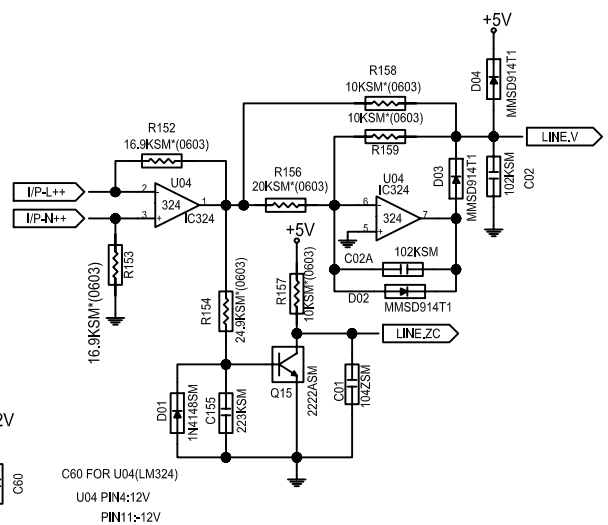 +5V
D04
MMSD914T1
R158
10KSM*(0603)
10KSM*(0603)
R159
LINE.V
R152
16.9KSM*(0603)
D03
MMSD914T1
102KSM
C02
I/P-L++
2
U04
324
1
IC324
R156
20KSM*(0603)
6
U04
IC324
324
7
5
I/P-N++
3
R153
16.9KSM*(0603)
+5V
C02A
102KSM
D02
MMSD914T1
R154
24.9KSM*(0603)
R157
10KSM*(0603)
LINE.ZC
D01
1N4148SM
C155
223KSM
Q15
2222ASM
C01
104ZSM
2V
C60
C60 FOR U04(LM324)
U04 PIN4:12V
PIN11:-12V